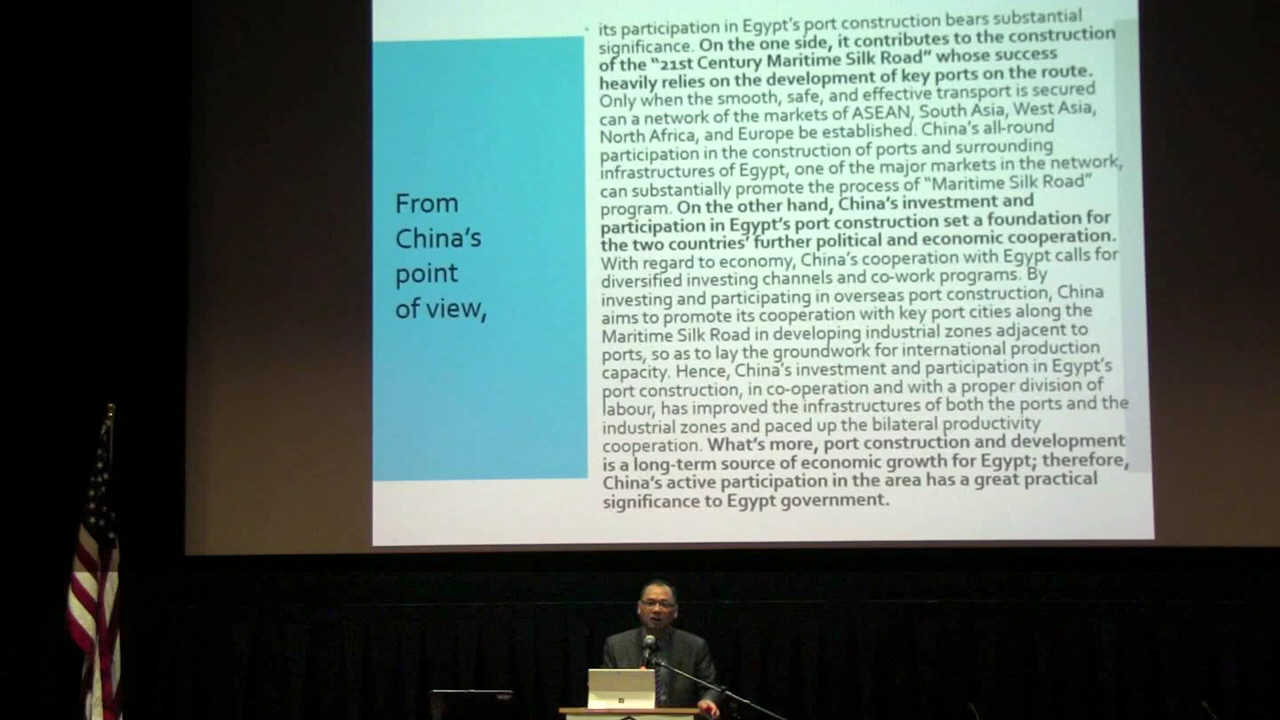 From
China's
point
of view,
its participation in Egypt's port construction bears substantial
significance. On the one side, it contributes to the construction
of the "21st Century Maritime Silk Road" whose success
heavily relies on the development of key ports on the route.
Only when the smooth, safe, and effective transport is secured
can a network of the markets of ASEAN, South Asia, West Asia,
North Africa, and Europe be established. China's all-round
participation in the construction of ports and surrounding
infrastructures of Egypt, one of the major markets in the network,
can substantially promote the process of "Maritime Silk Road"
program. On the other hand, China's investment and
participation in Egypt's port construction set a foundation for
the two countries' further political and economic cooperation.
With regard to economy, China's cooperation with Egypt calls for
diversified investing channels and co-work programs. By
investing and participating in overseas port construction, China
aims to promote its cooperation with key port cities along the
Maritime Silk Road in developing industrial zones adjacent to
ports, so as to lay the groundwork for international production
capacity. Hence, China's investment and participation in Egypt's
port construction, in co-operation and with a proper division of
labour, has improved the infrastructures of both the ports and the
industrial zones and paced up the bilateral productivity
cooperation. What's more, port construction and development
is a long-term source of economic growth for Egypt; therefore,
China's active participation in the area has a great practical
significance to Egypt government.